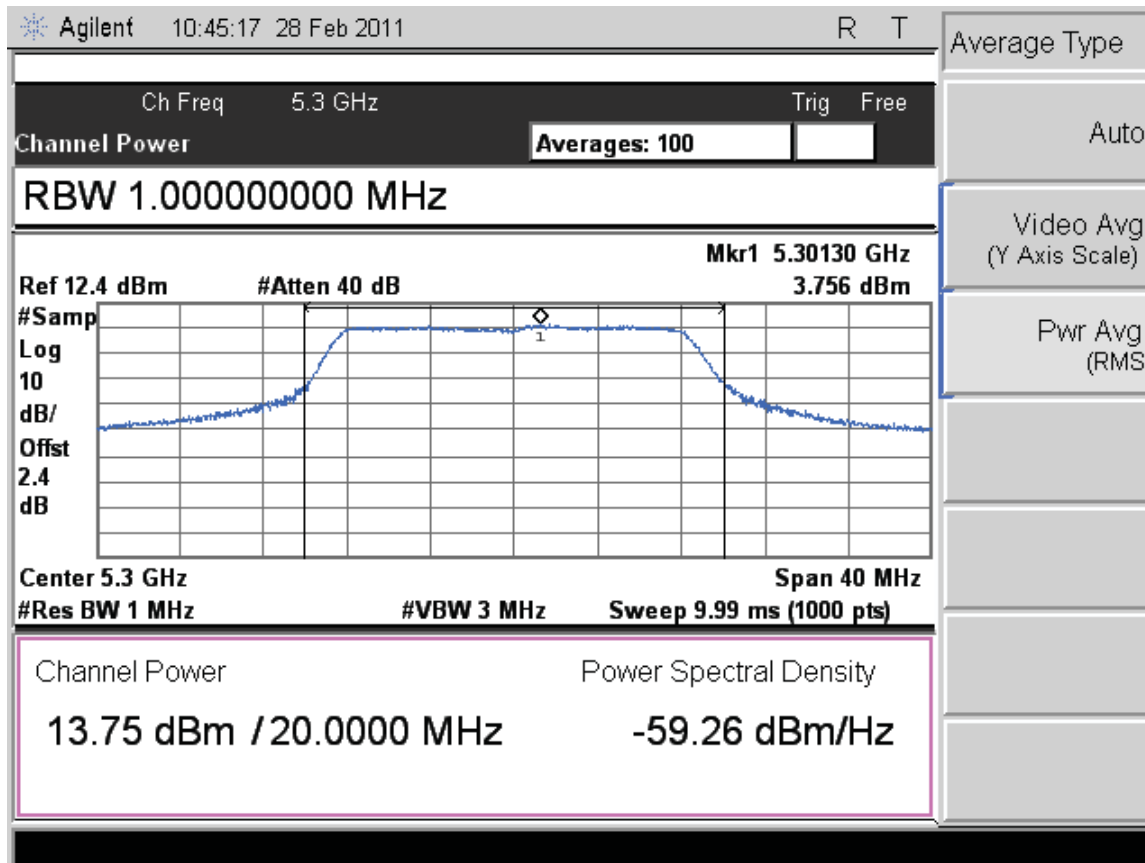 Agilent 10:45:17 28 Feb 2011 R T
Average Type
Ch Freq 5.3 GHz Trig Free
Channel Power Averages: 100
Auto
RBW 1.000000000 MHz
Video Avg
(Y Axis Scale)
Mkr1 5.30130 GHz
Ref 12.4 dBm #Atten 40 dB 3.756 dBm
Pwr Avg
(RMS
#Samp
Log
10
dB/
Offst
2.4
dB
1
Center 5.3 GHz Span 40 MHz
#Res BW 1 MHz #VBW 3 MHz Sweep 9.99 ms (1000 pts)
Channel Power Power Spectral Density
13.75 dBm / 20.0000 MHz -59.26 dBm/Hz